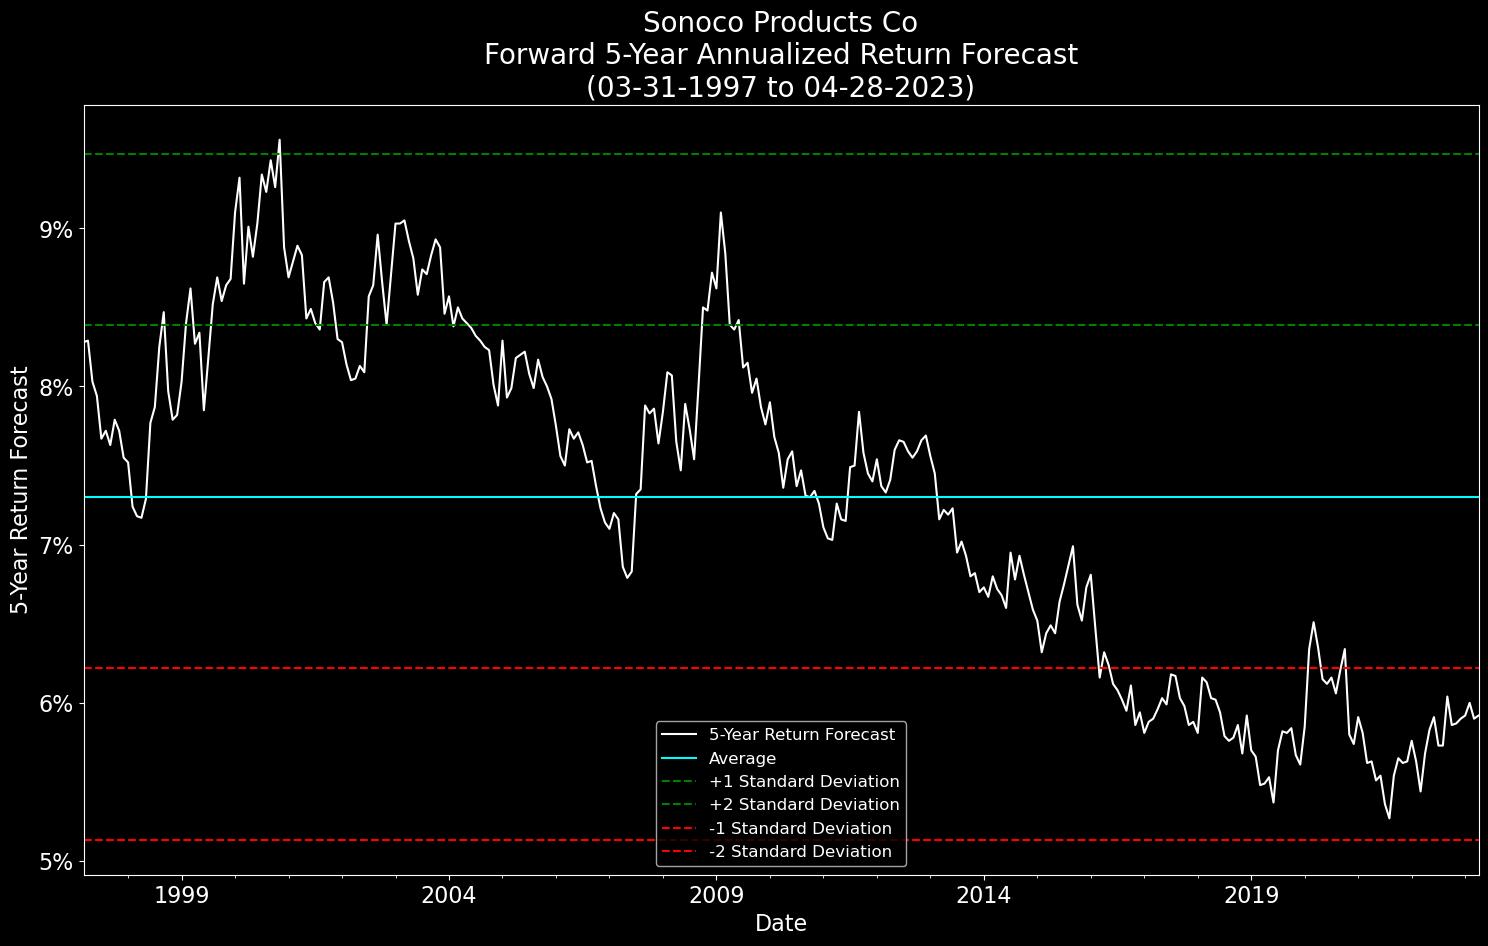 Sonoco Products Co
Forward 5-Year Annualized Return Forecast
(03-31-1997 to 04-28-2023)
5-Year Return Forecast
9%
8%
7%
6%
5%
5-Year Return Forecast
Average
+1 Standard Deviation
+2 Standard Deviation
-1 Standard Deviation
-2 Standard Deviation
1999
2004
2009
2014
2019
Date